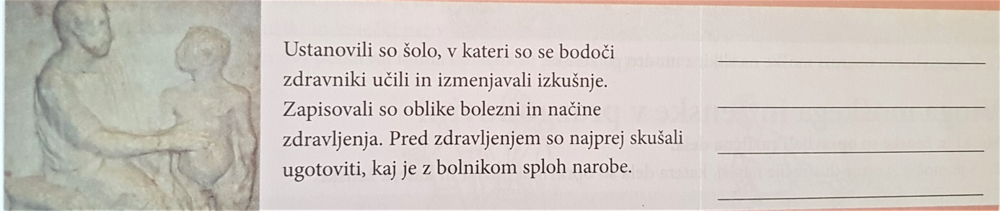 Ustanovili so šolo, v kateri so se bodoči
zdravniki učili in izmenjavali izkušnje.
Zapisovali so oblike bolezni in načine
zdravljenja. Pred zdravljenjem so najprej skušali
ugotoviti, kaj je z bolnikom sploh narobe.